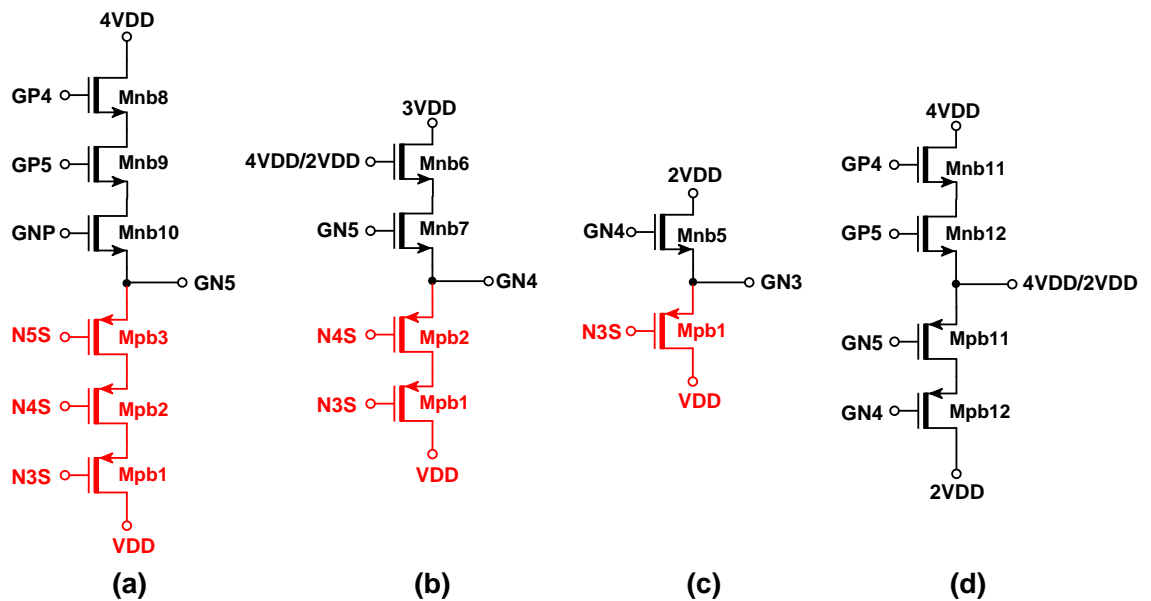 4VDD
GP4
Mnb8
GP5
Mnb9
GNP
Mnb10
GN5
N5S
Mpb3
N4S
Mpb2
N3S
Mpb1
VDD
(a)
3VDD
4VDD/2VDD
Mnb6
GN5
Mnb7
GN4
N4S
Mpb2
N3S
Mpb1
VDD
(b)
2VDD
GN4
Mnb5
GN3
N3S
Mpb1
VDD
(c)
4VDD
GP4
Mnb11
GP5
Mnb12
4VDD/2VDD
GN5
Mpb11
GN4
Mpb12
2VDD
(d)